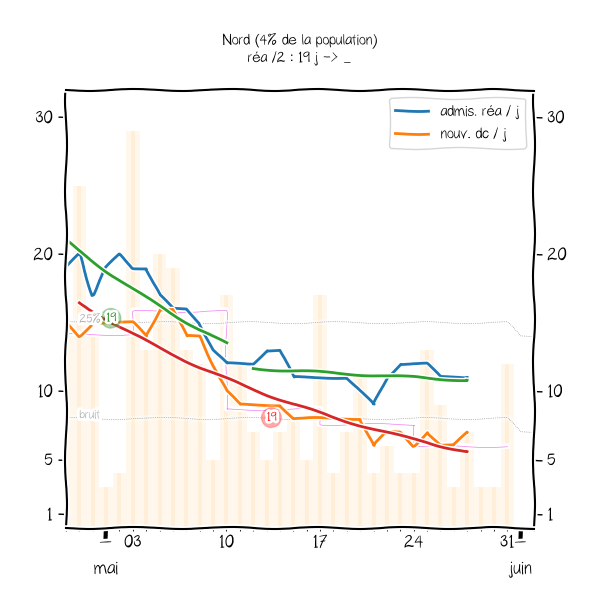 Nord (4% de la population)
réa /2 : 19 j -> _
admis. réa / j
nouv. dc / j
30
30
20
20
25%
19
10
10
bruit
19
5
5
1
1
03
10
17
24
31
mai
juin